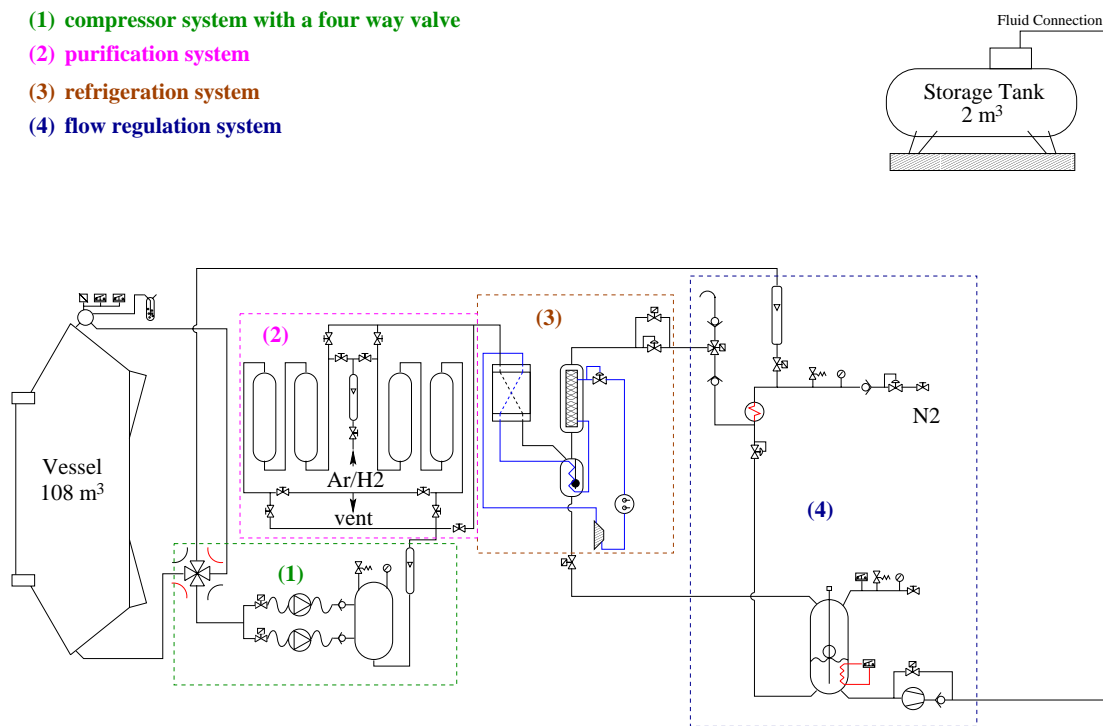 (1) compressor system with a four way valve
(2) purification system
(3) refrigeration system
(4) flow regulation system
Fluid Connection
Storage Tank
2 m³
(2)
(3)
Vessel
108 m³
Ar/H2
vent
N2
(4)
(1)